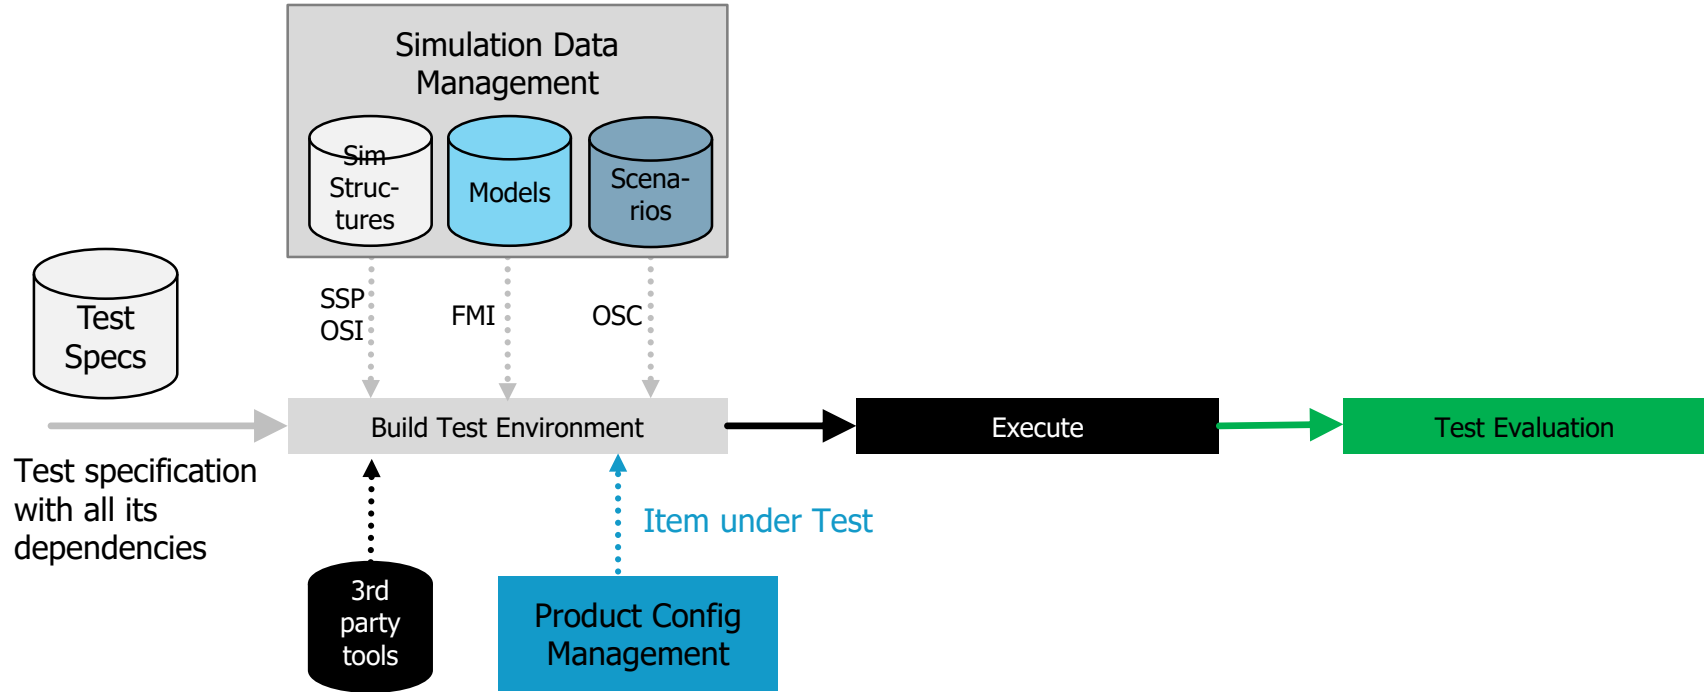 Simulation Data
Management
Sim
Struc-
tures
Models
Scena-
rios
Test
Specs
SSP
OSI
FMI
OSC
Build Test Environment
Execute
Test Evaluation
Test specification
with all its
dependencies
Item under Test
3rd
party
tools
Product Config
Management